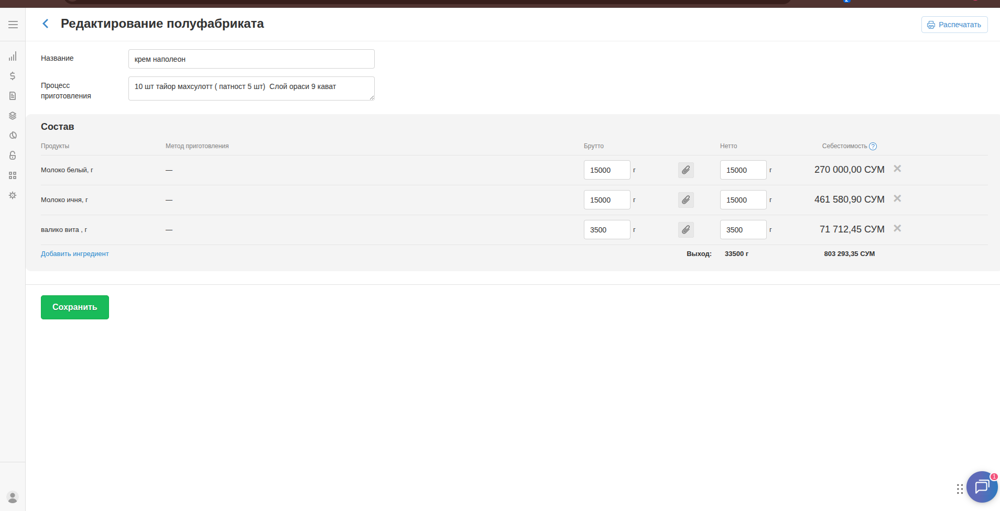 Редактирование полуфабриката
Распечатать
Название
крем наполеон
Процесс приготовления
10 шт тайор махсулотт ( патност 5 шт)  Слой ораси 9 кават
Состав
Продукты Метод приготовления Брутто Нетто Себестоимость ?
Молоко белый, г — 15000 г 15000 г 270 000,00 СУМ
Молоко ичня, г — 15000 г 15000 г 461 580,90 СУМ
валико вита , г — 3500 г 3500 г 71 712,45 СУМ
Добавить ингредиент Выход: 33500 г 803 293,35 СУМ
Сохранить
1